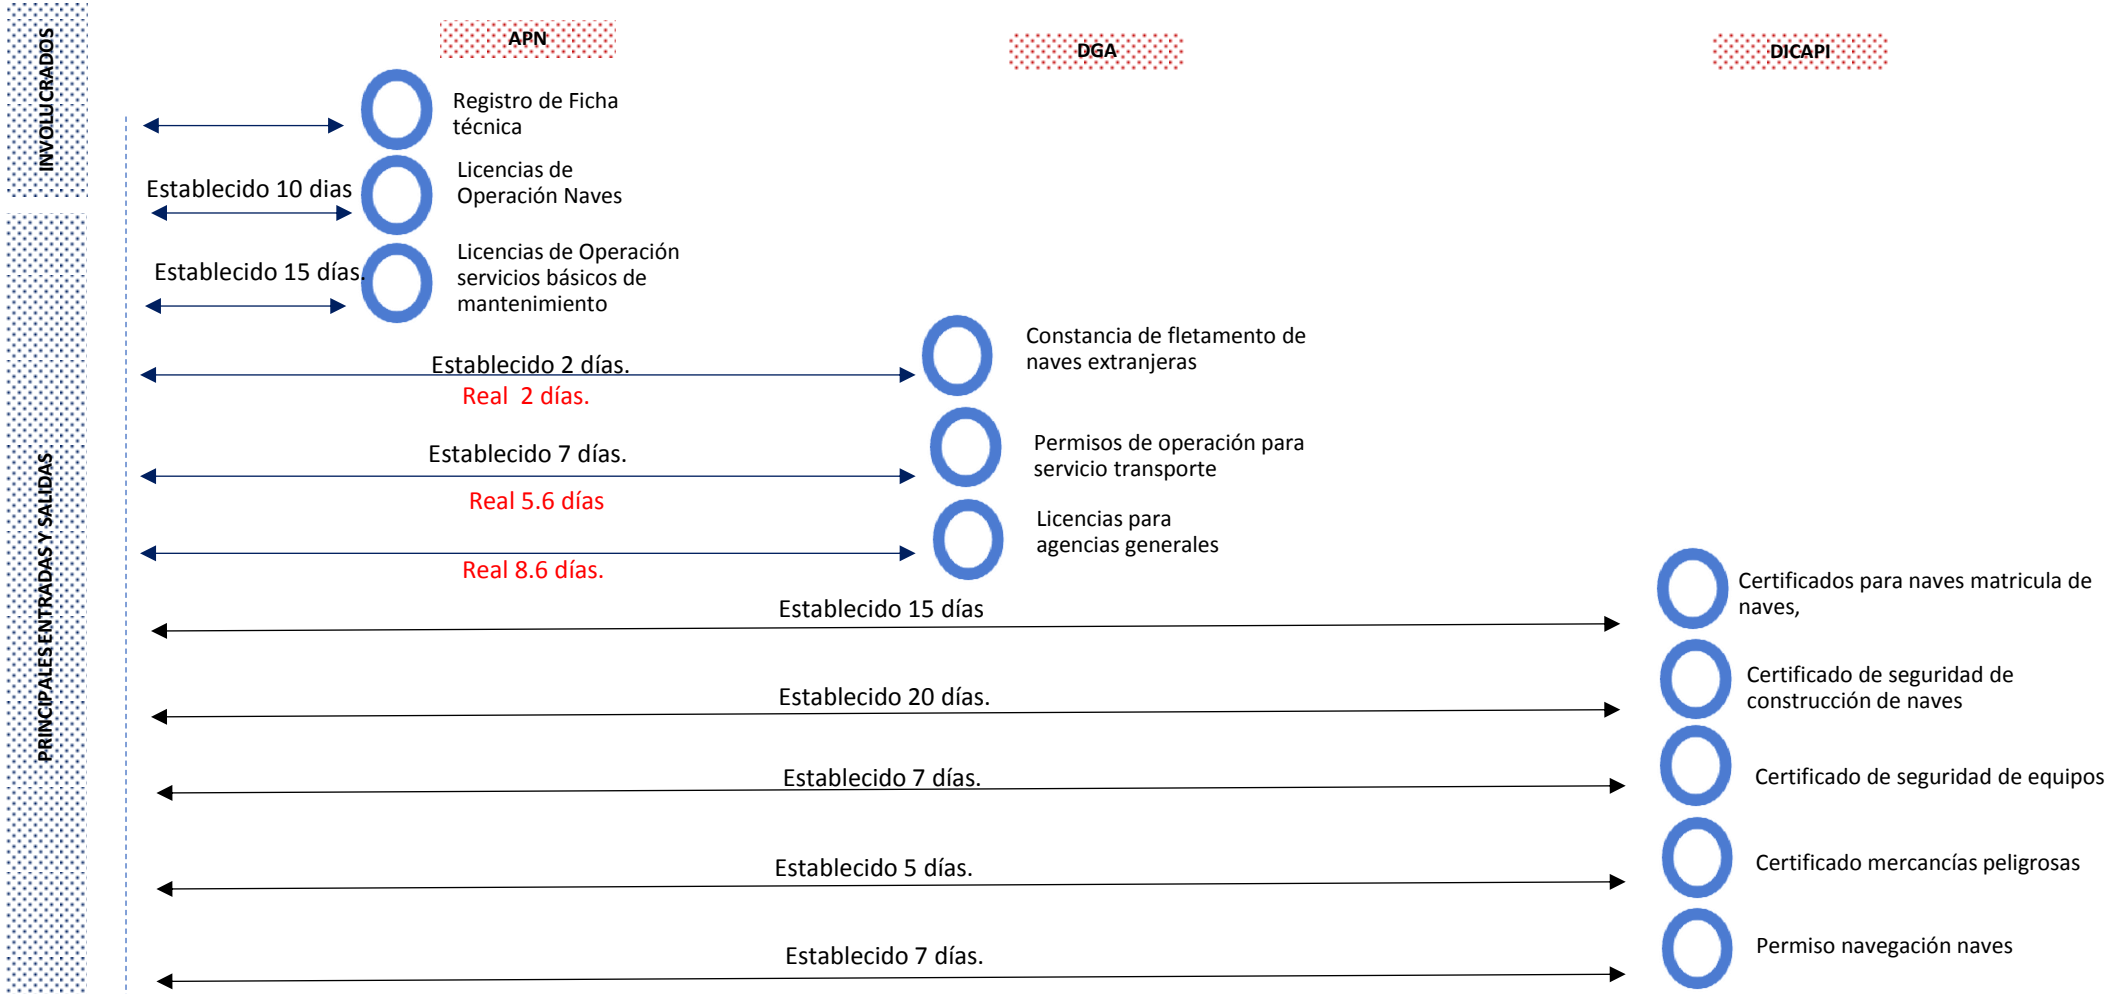 INVOLUCRADOS
APN
DGA
DICAPI
Registro de Ficha
técnica
Establecido 10 dias
Licencias de
Operación Naves
Establecido 15 días.
Licencias de Operación
servicios básicos de
mantenimiento
PRINCIPALES ENTRADAS Y SALIDAS
Establecido 2 días.
Real  2 días.
Constancia de fletamento de
naves extranjeras
Establecido 7 días.
Real 5.6 días
Permisos de operación para
servicio transporte
Real 8.6 días.
Licencias para
agencias generales
Establecido 15 días
Certificados para naves matricula de
naves,
Establecido 20 días.
Certificado de seguridad de
construcción de naves
Establecido 7 días.
Certificado de seguridad de equipos
Establecido 5 días.
Certificado mercancías peligrosas
Establecido 7 días.
Permiso navegación naves